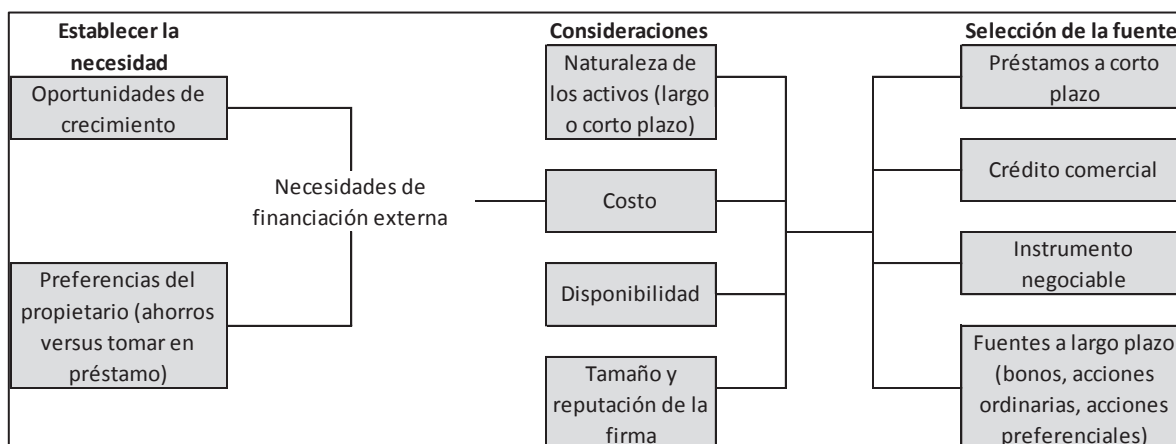 Establecer la
necesidad
Oportunidades de
crecimiento
Preferencias del
propietario (ahorros
versus tomar en
préstamo)
Necesidades de
financiación externa
Consideraciones
Naturaleza de
los activos (largo
o corto plazo)
Costo
Disponibilidad
Tamaño y
reputación de la
firma
Selección de la fuente
Préstamos a corto
plazo
Crédito comercial
Instrumento
negociable
Fuentes a largo plazo
(bonos, acciones
ordinarias, acciones
preferenciales)